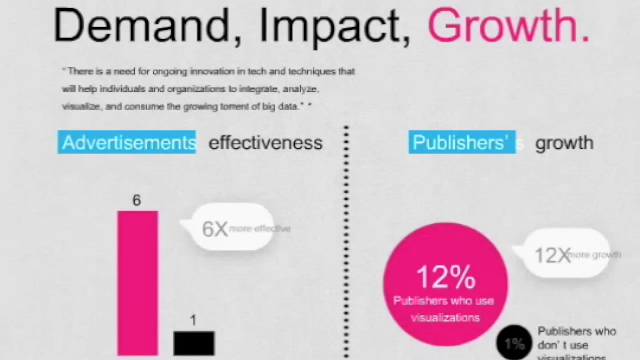 Demand, Impact, Growth.
“There is a need for ongoing innovation in tech and techniques that
will help individuals and organizations to integrate, analyze,
visualize, and consume the growing torrent of big data.” "
Advertisements effectiveness
Publishers’ s growth
6
6X more effective
1
12%
Publishers who use
visualizations
12X more growth
1%
Publishers who
don’ t use
visualizations